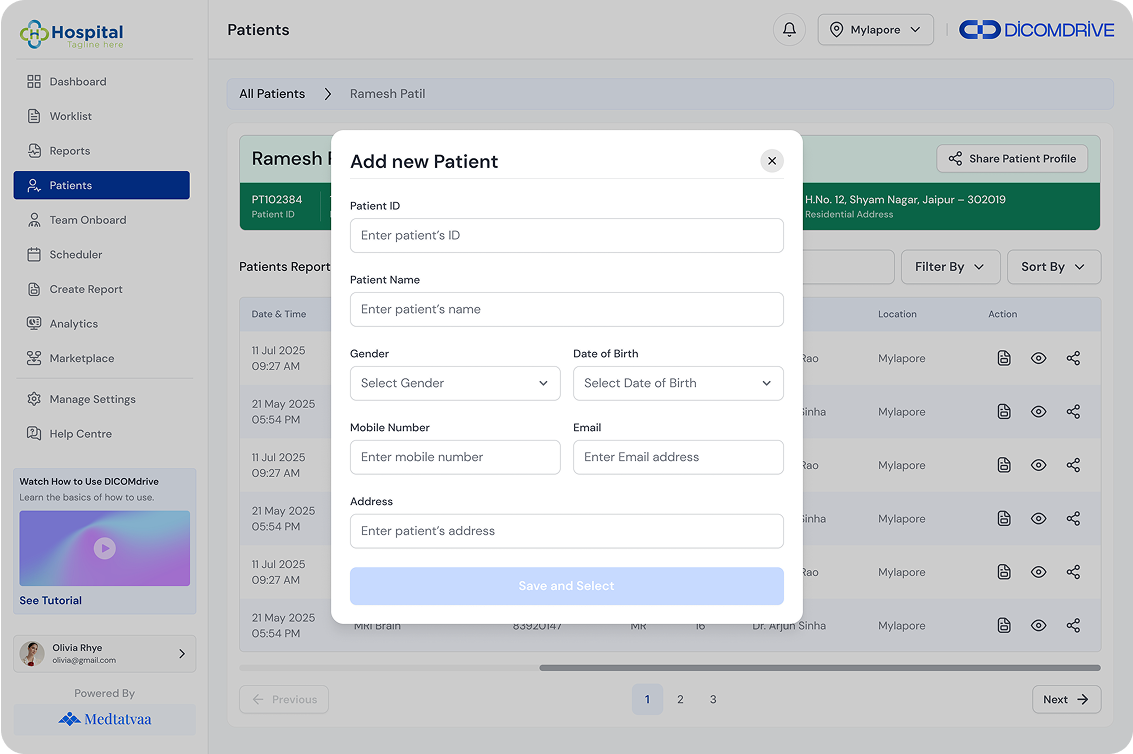 Hospital
Tagline here
Patients
Mylapore
DICOMDRIVE
Dashboard
Worklist
Reports
Patients
Team Onboard
Scheduler
Create Report
Analytics
Marketplace
Manage Settings
Help Centre
Watch How to Use DICOMdrive
Learn the basics of how to use.
See Tutorial
Olivia Rhye
olivia@gmail.com
Powered By
Medtatvaa
All Patients > Ramesh Patil
Ramesh
Share Patient Profile
PT102384
Patient ID
H.No. 12, Shyam Nagar, Jaipur – 302019
Residential Address
Patients Report
Filter By
Sort By
Date & Time Location Action
11 Jul 2025
09:27 AM
Rao Mylapore
21 May 2025
05:54 PM
Sinha Mylapore
11 Jul 2025
09:27 AM
Rao Mylapore
21 May 2025
05:54 PM
Sinha Mylapore
11 Jul 2025
09:27 AM
Rao Mylapore
21 May 2025
05:54 PM
MRI Brain 83920147 MR 16 Dr. Arjun Sinha Mylapore
Previous
1 2 3
Next
Add new Patient
Patient ID
Enter patient’s ID
Patient Name
Enter patient’s name
Gender
Select Gender
Date of Birth
Select Date of Birth
Mobile Number
Enter mobile number
Email
Enter Email address
Address
Enter patient’s address
Save and Select